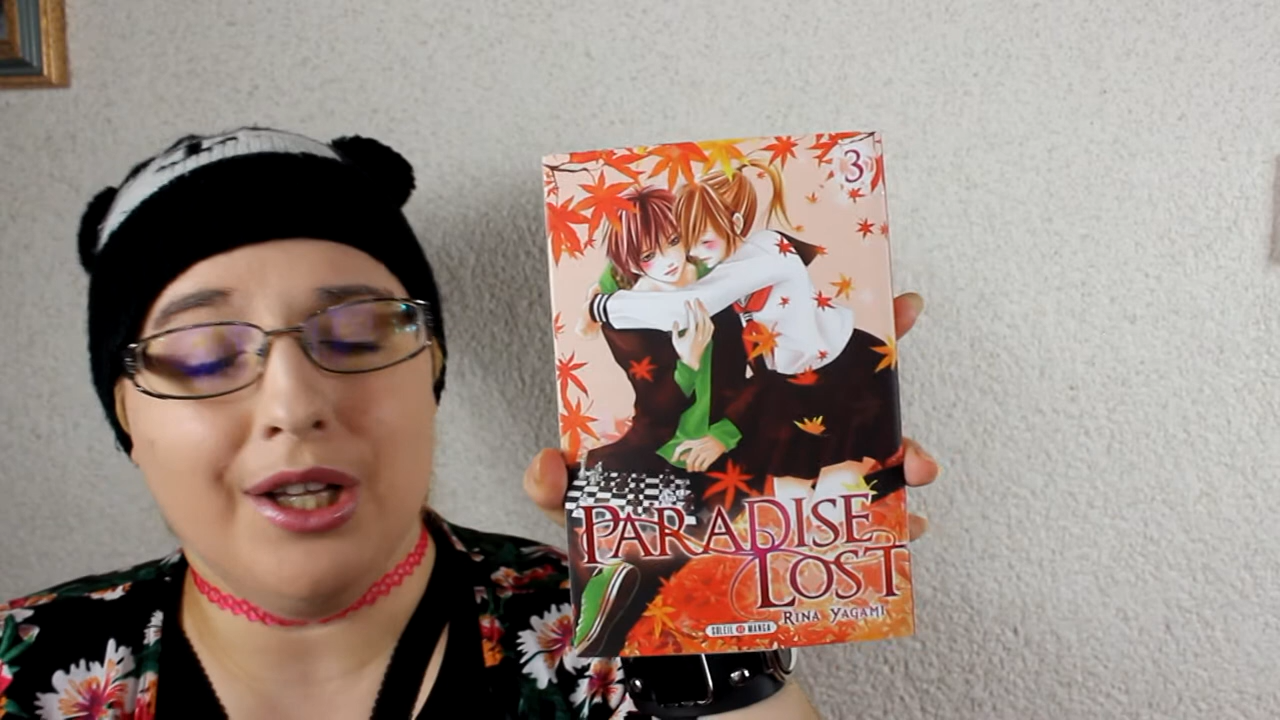 3
PARADISE
LOST
RINA YAGAMI
SOLEIL MANGA